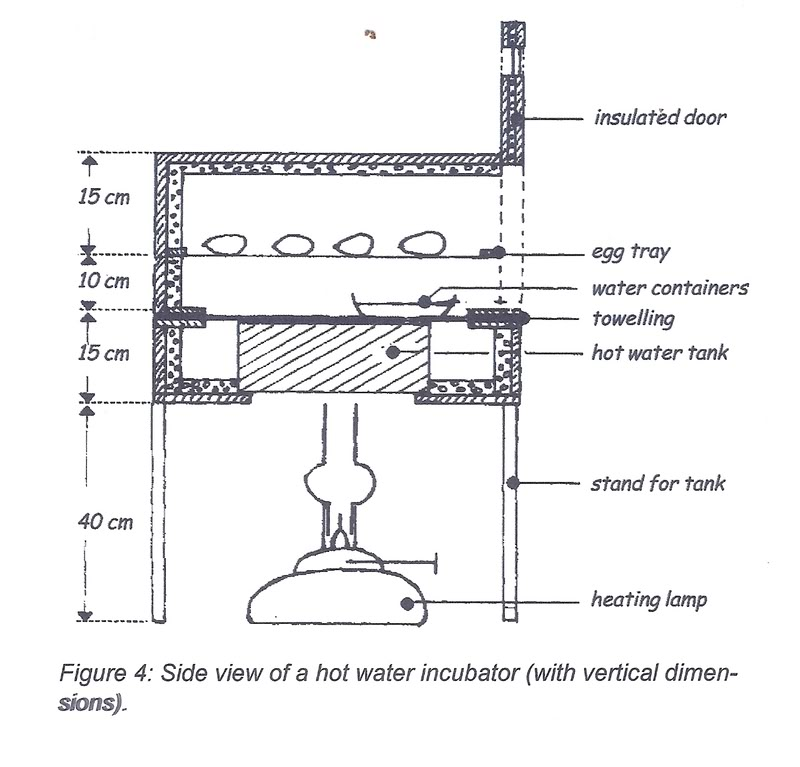 insulated door
15 cm
egg tray
10 cm
water containers
towelling
15 cm
hot water tank
stand for tank
40 cm
heating lamp
Figure 4: Side view of a hot water incubator (with vertical dimen-
sions).